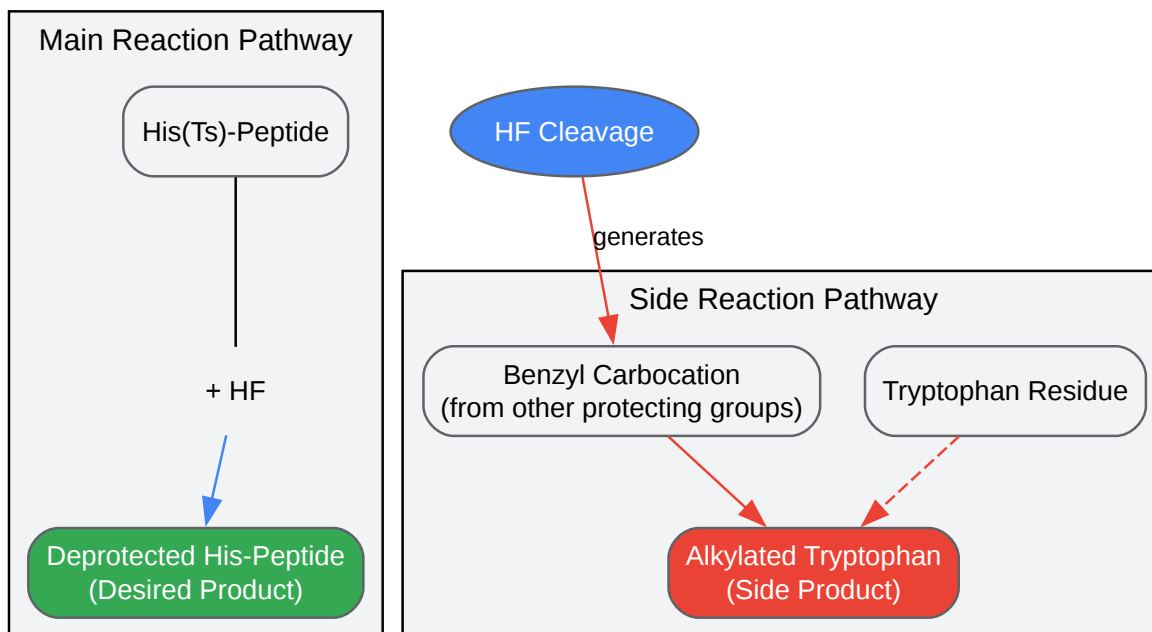 Main Reaction Pathway
His(Ts)-Peptide
+ HF
Deprotected His-Peptide
(Desired Product)
HF Cleavage
generates
Side Reaction Pathway
Benzyl Carbocation
(from other protecting groups)
Tryptophan Residue
Alkylated Tryptophan
(Side Product)